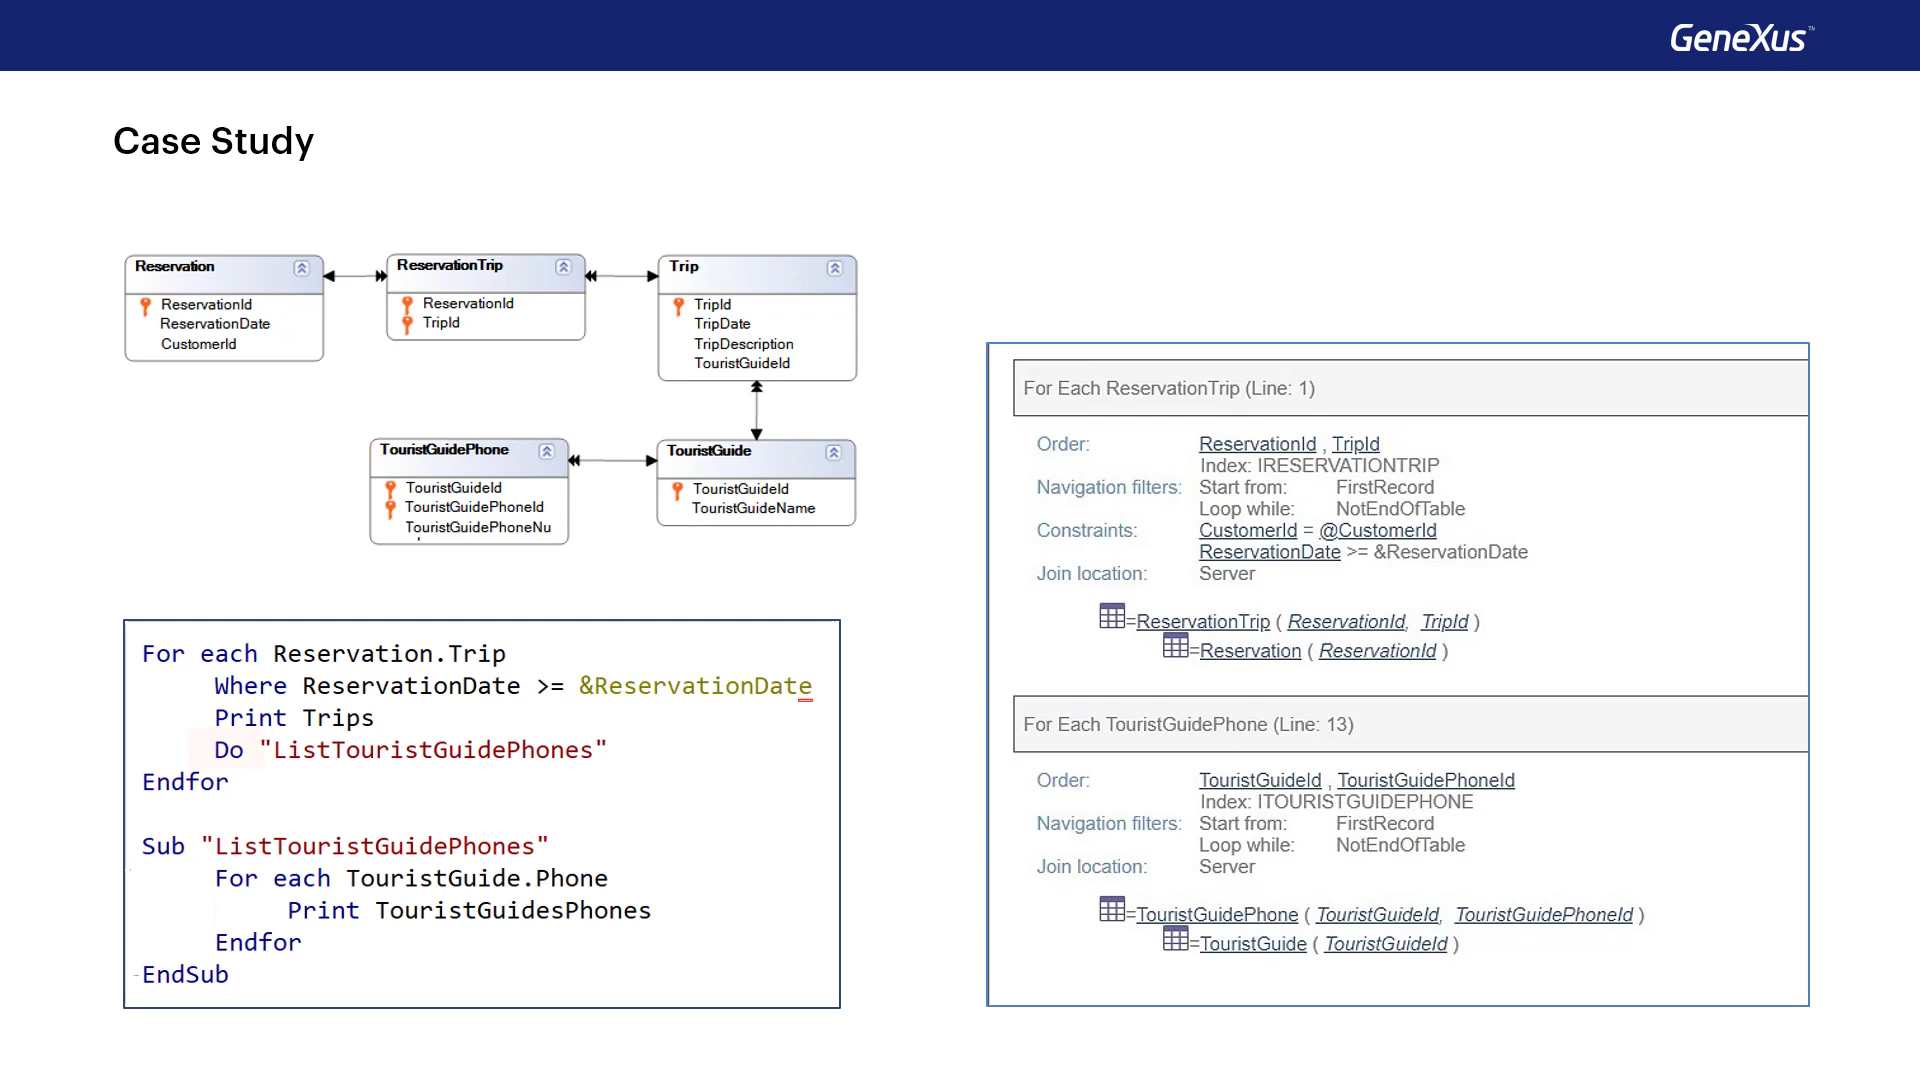 GeneXus™
Case Study
Reservation
ReservationId
ReservationDate
CustomerId
ReservationTrip
ReservationId
TripId
Trip
TripId
TripDate
TripDescription
TouristGuideId
TouristGuidePhone
TouristGuideId
TouristGuidePhoneId
TouristGuidePhoneNu
TouristGuide
TouristGuideId
TouristGuideName
For each Reservation.Trip
Where ReservationDate >= &ReservationDate
Print Trips
Do "ListTouristGuidePhones"
Endfor
Sub "ListTouristGuidePhones"
For each TouristGuide.Phone
Print TouristGuidesPhones
Endfor
EndSub
For Each ReservationTrip (Line: 1)
Order: ReservationId , TripId
Index: IRESERVATIONTRIP
Navigation filters: Start from: FirstRecord
Loop while: NotEndOfTable
Constraints: CustomerId = @CustomerId
ReservationDate >= &ReservationDate
Join location: Server
=ReservationTrip ( ReservationId, TripId )
=Reservation ( ReservationId )
For Each TouristGuidePhone (Line: 13)
Order: TouristGuideId , TouristGuidePhoneId
Index: ITOURISTGUIDEPHONE
Navigation filters: Start from: FirstRecord
Loop while: NotEndOfTable
Join location: Server
=TouristGuidePhone ( TouristGuideId, TouristGuidePhoneId )
=TouristGuide ( TouristGuideId )